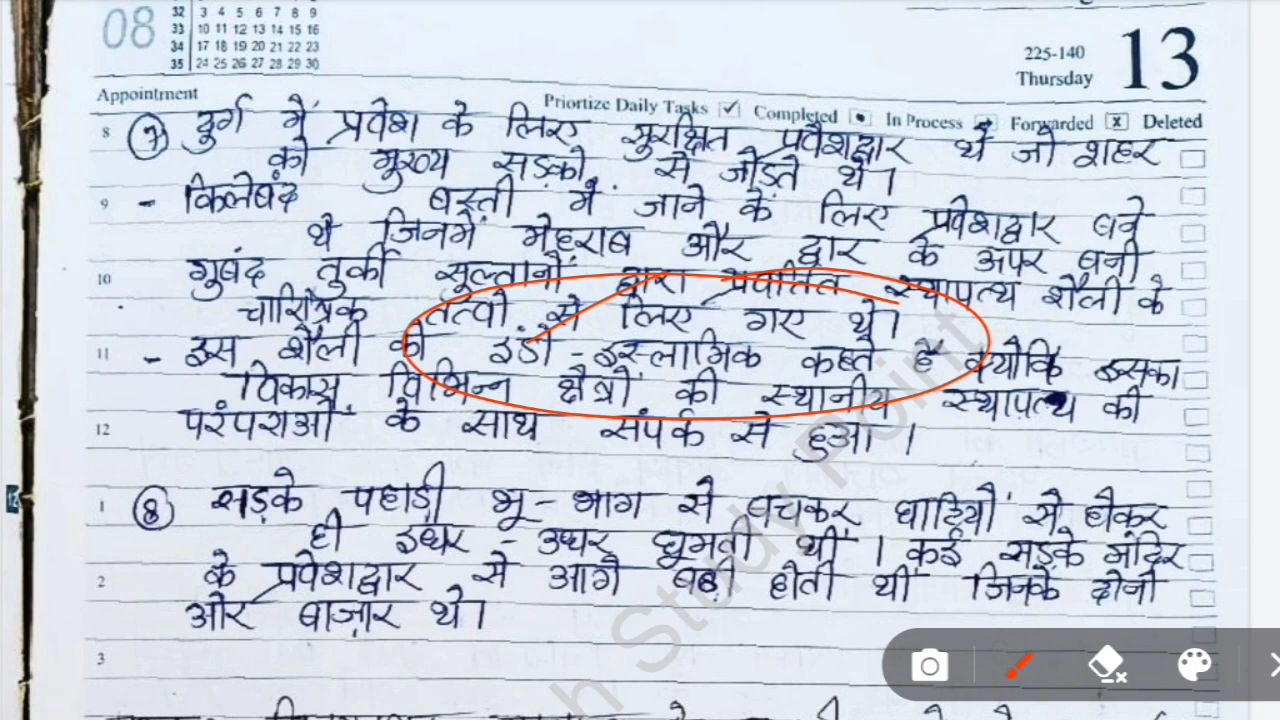 08
32 3 4 5 6 7 8 9
33 10 11 12 13 14 15 16
34 17 18 19 20 21 22 23
35 24 25 26 27 28 29 30
225-140
Thursday
13
Appointment
Priortize Daily Tasks Completed In Process Forwarded Deleted
8 (7) दुर्ग में प्रवेश के लिए सुरक्षित प्रवेशद्वार थे जो शहर
को मुख्य सड़को से जोड़ते थे।
9 - किलेबंद बस्ती में जाने के लिए प्रवेशद्वार बने
थे जिनमें मेहराब और द्वार के ऊपर बनी
10 गुबंद तुर्की सुल्तानों द्वारा प्रवर्तित स्थापत्य शैली के
चारित्रिक तत्वो से लिए गए थे।
11 - इस शैली को इंडो-इस्लामिक कहते है क्योकि इसका
विकास विभिन्न क्षेत्रो की स्थानीय स्थापत्य की
12 परंपराओं के साथ संपर्क से हुआ।
1 (8) सड़के पहाड़ी भू-भाग से बचकर घाटियों से होकर
ही इधर-उधर घूमती थीं। कई सड़के मंदिर
2 के प्रवेशद्वार से आगे बढ़ी होती थीं जिनके दोनो
ओर बाज़ार थे।
3
Study Point